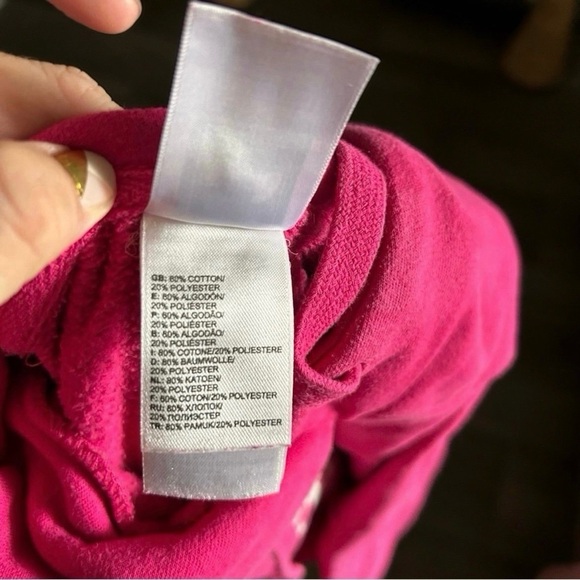 GB: 80% COTTON/
20% POLYESTER
E: 80% ALGODÓN/
20% POLIÉSTER
P: 80% ALGODÃO/
20% POLIÉSTER
B: 80% ALGODÃO/
20% POLIÉSTER
I: 80% COTONE/20% POLIESTERE
D: 80% BAUMWOLLE/
20% POLYESTER
NL: 80% KATOEN/
20% POLYESTER
F: 80% COTON/20% POLYESTER
RU: 80% ХЛОПОК/
20% ПОЛИЭСТЕР
TR: 80% PAMUK/20% POLYESTER